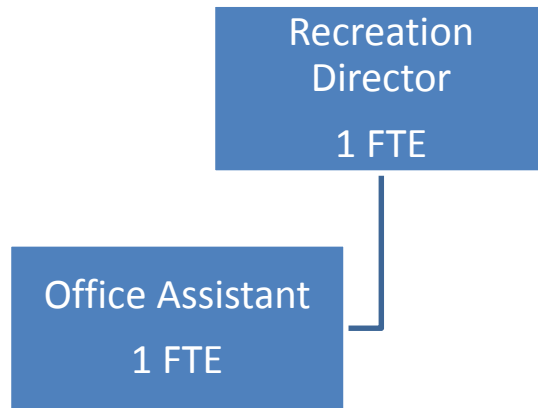 Recreation
Director
1 FTE
Office Assistant
1 FTE